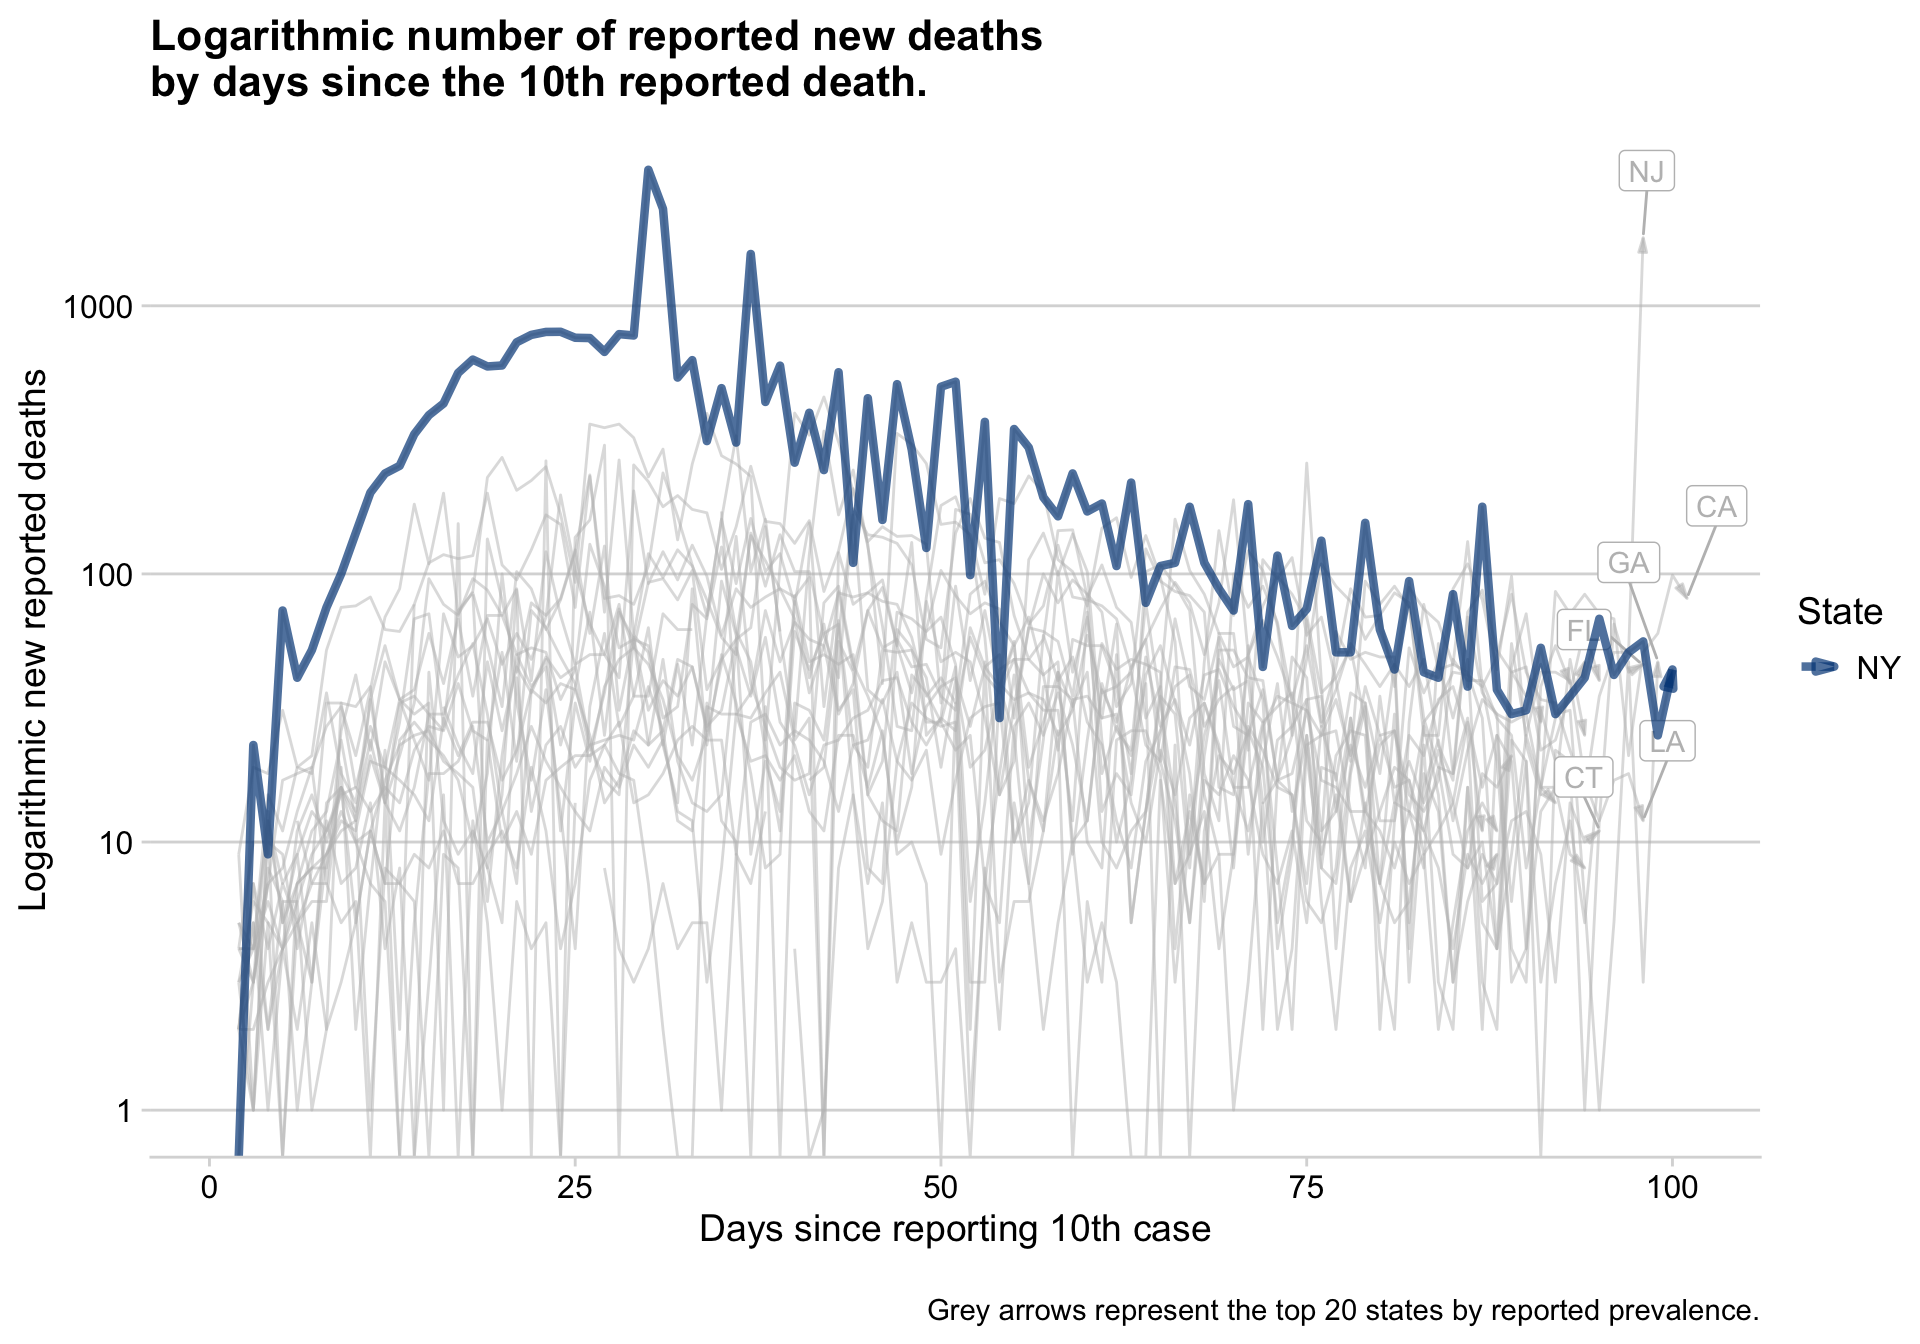 Logarithmic number of reported new deaths
by days since the 10th reported death.
Logarithmic new reported deaths
1000
100
10
1
NJ
CA
GA
FL
LA
CT
State
NY
0
25
50
75
100
Days since reporting 10th case
Grey arrows represent the top 20 states by reported prevalence.